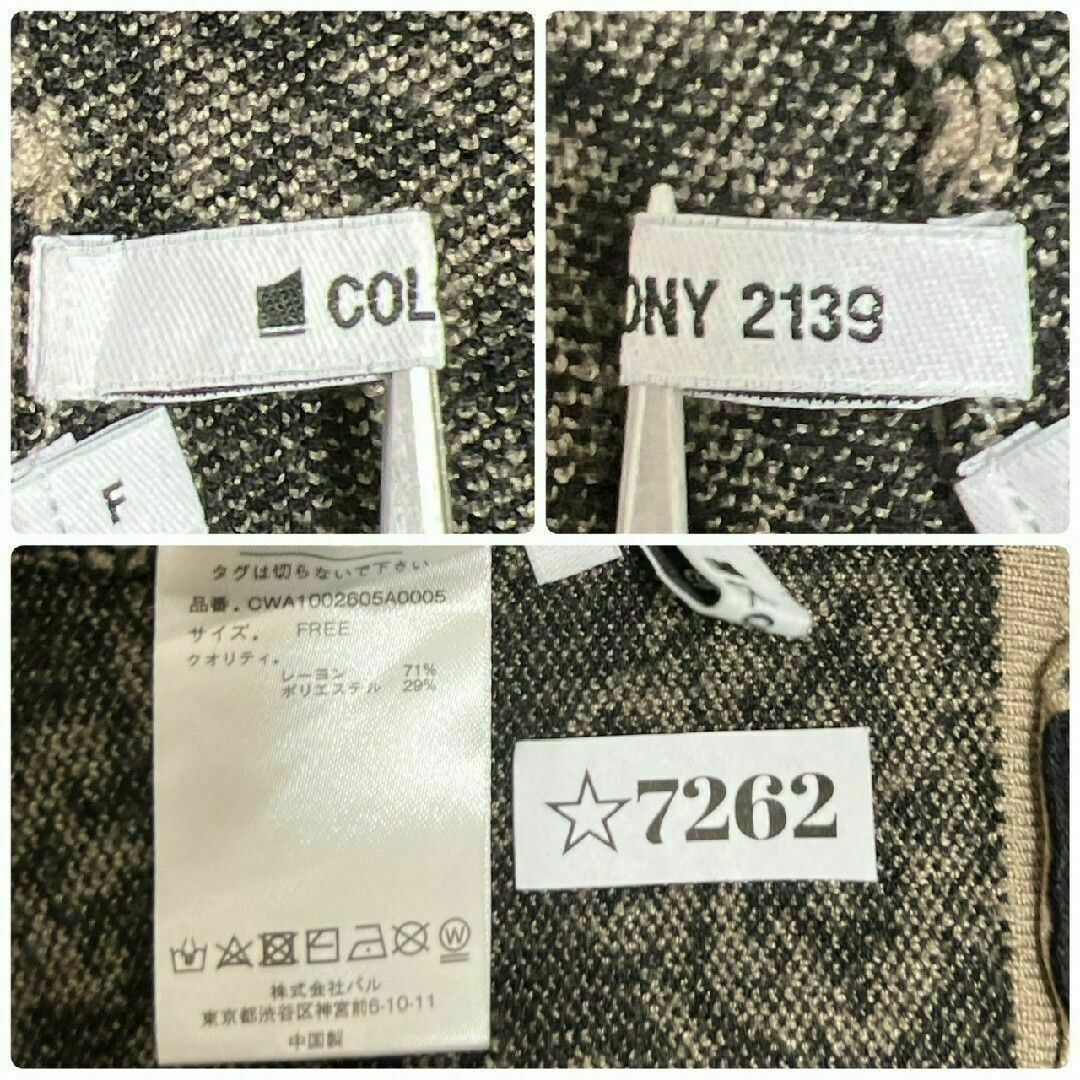 COL
ONY 2139
F
タグは切らないで下さい
品番. CWA1002605A0005
サイズ. FREE
クオリティ.
レーヨン 71%
ポリエステル 29%
☆7262
W
株式会社パル
東京都渋谷区神宮前6-10-11
中国製